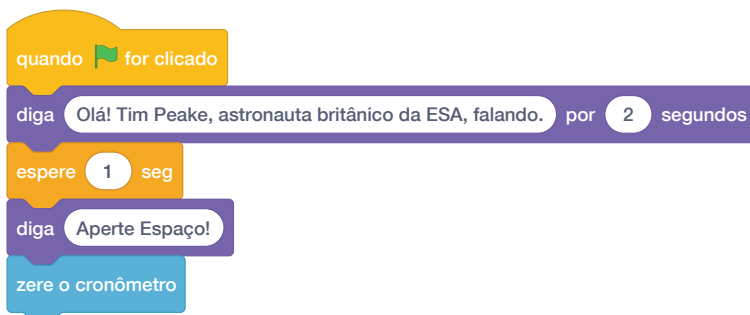 quando for clicado
diga Olá! Tim Peake, astronauta britânico da ESA, falando. por 2 segundos
espere 1 seg
diga Aperte Espaço!
zere o cronômetro